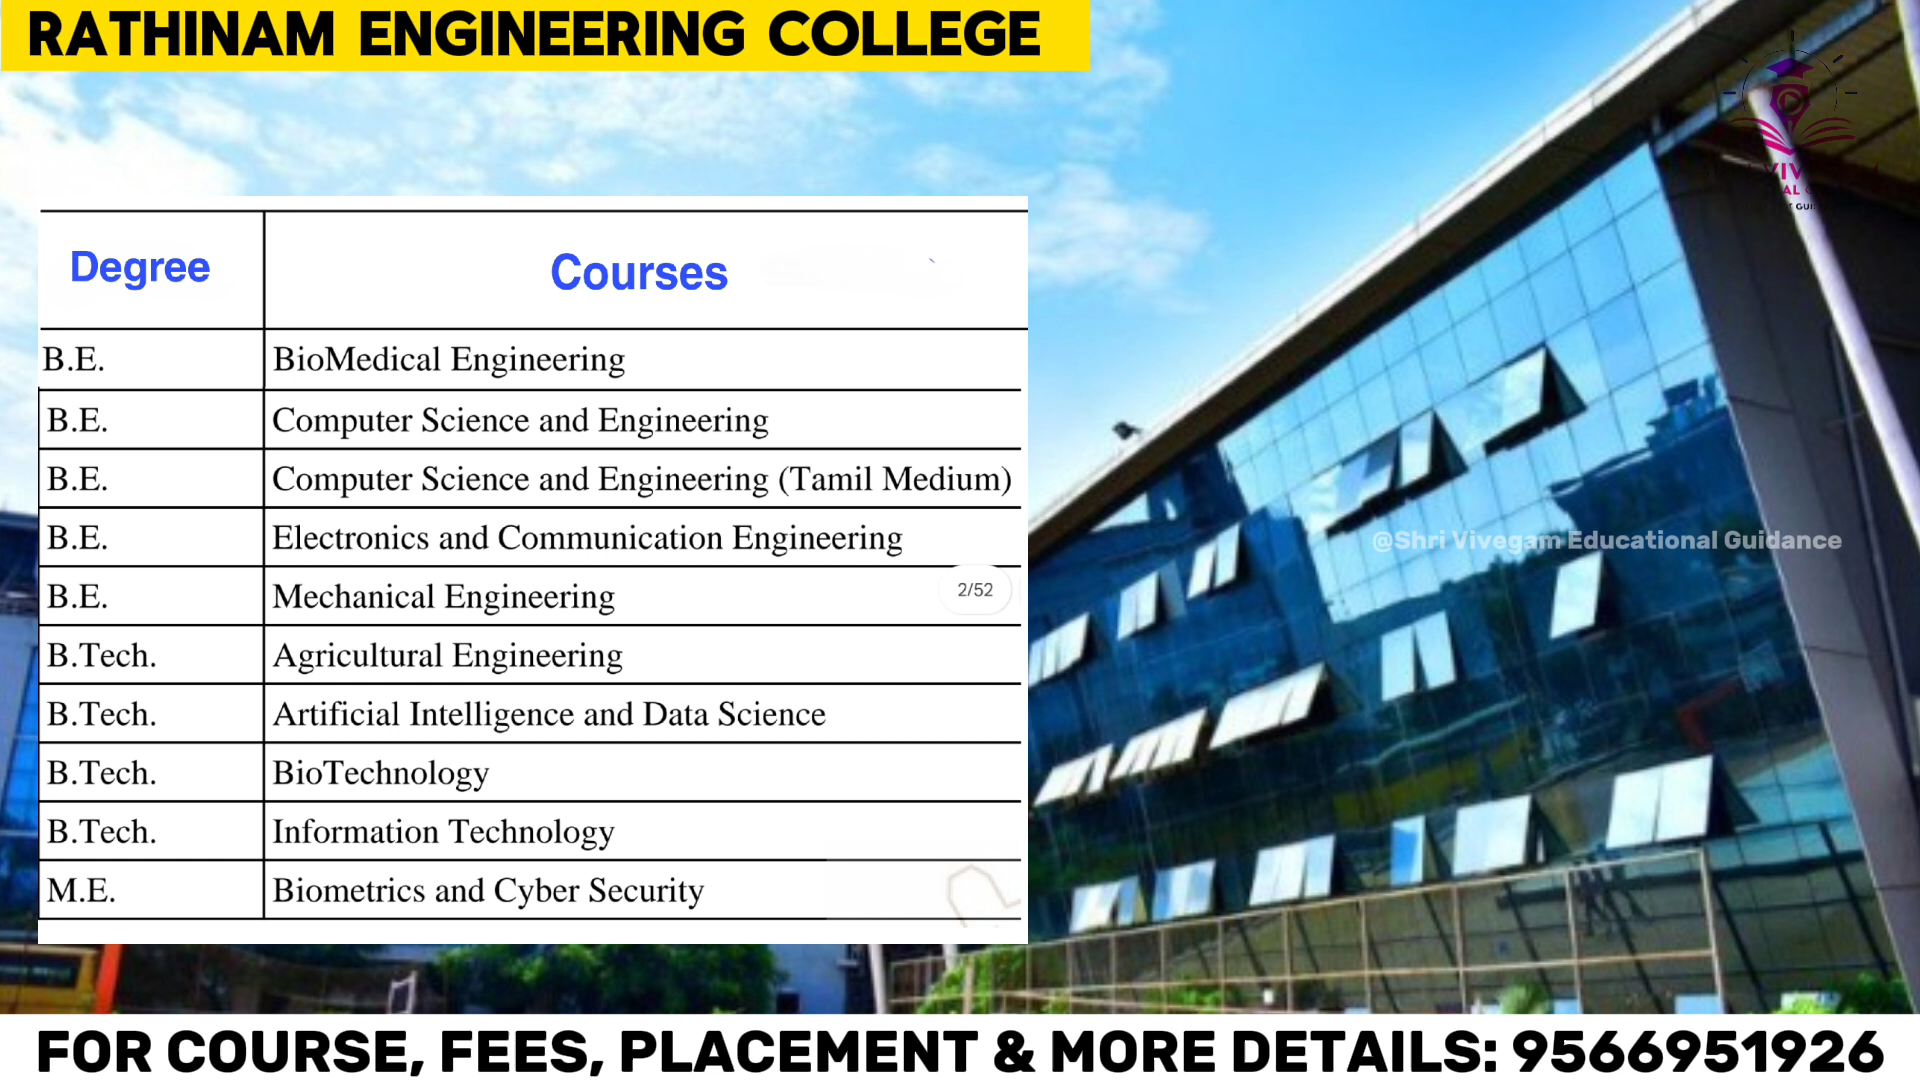 RATHINAM ENGINEERING COLLEGE
Degree Courses
B.E. BioMedical Engineering
B.E. Computer Science and Engineering
B.E. Computer Science and Engineering (Tamil Medium)
B.E. Electronics and Communication Engineering
B.E. Mechanical Engineering
2/52
B.Tech. Agricultural Engineering
B.Tech. Artificial Intelligence and Data Science
B.Tech. BioTechnology
B.Tech. Information Technology
M.E. Biometrics and Cyber Security
@Shri Vivegam Educational Guidance
FOR COURSE, FEES, PLACEMENT & MORE DETAILS: 9566951926